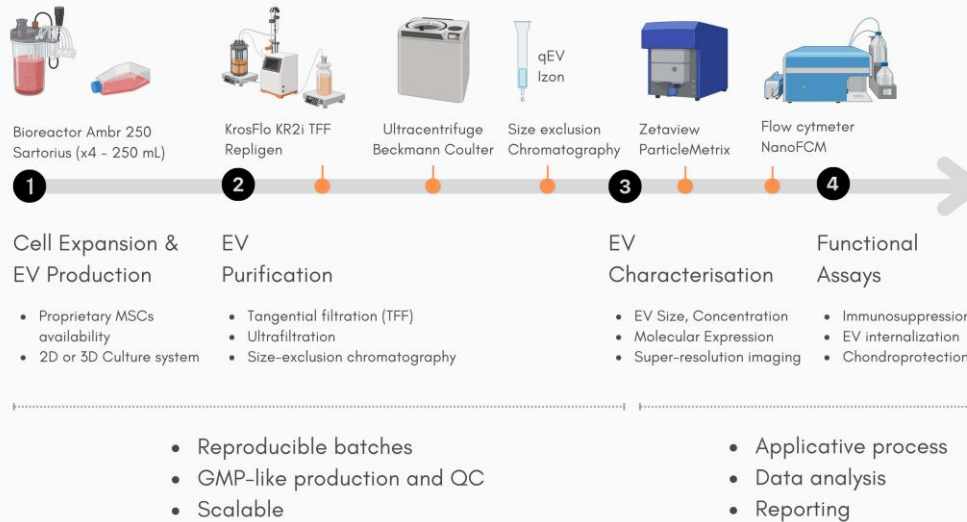 qEV
Izon
Bioreactor Ambr 250
Sartorius (x4 - 250 mL)
KrosFlo KR2i TFF
Repligen
Ultracentrifuge
Beckmann Coulter
Size exclusion
Chromatography
Zetaview
ParticleMetrix
Flow cytmeter
NanoFCM
1
2
3
4
Cell Expansion &
EV Production
• Proprietary MSCs
availability
• 2D or 3D Culture system
EV
Purification
• Tangential filtration (TFF)
• Ultrafiltration
• Size-exclusion chromatography
EV
Characterisation
• EV Size, Concentration
• Molecular Expression
• Super-resolution imaging
Functional
Assays
• Immunosuppression
• EV internalization
• Chondroprotection
• Reproducible batches
• GMP-like production and QC
• Scalable
• Applicative process
• Data analysis
• Reporting